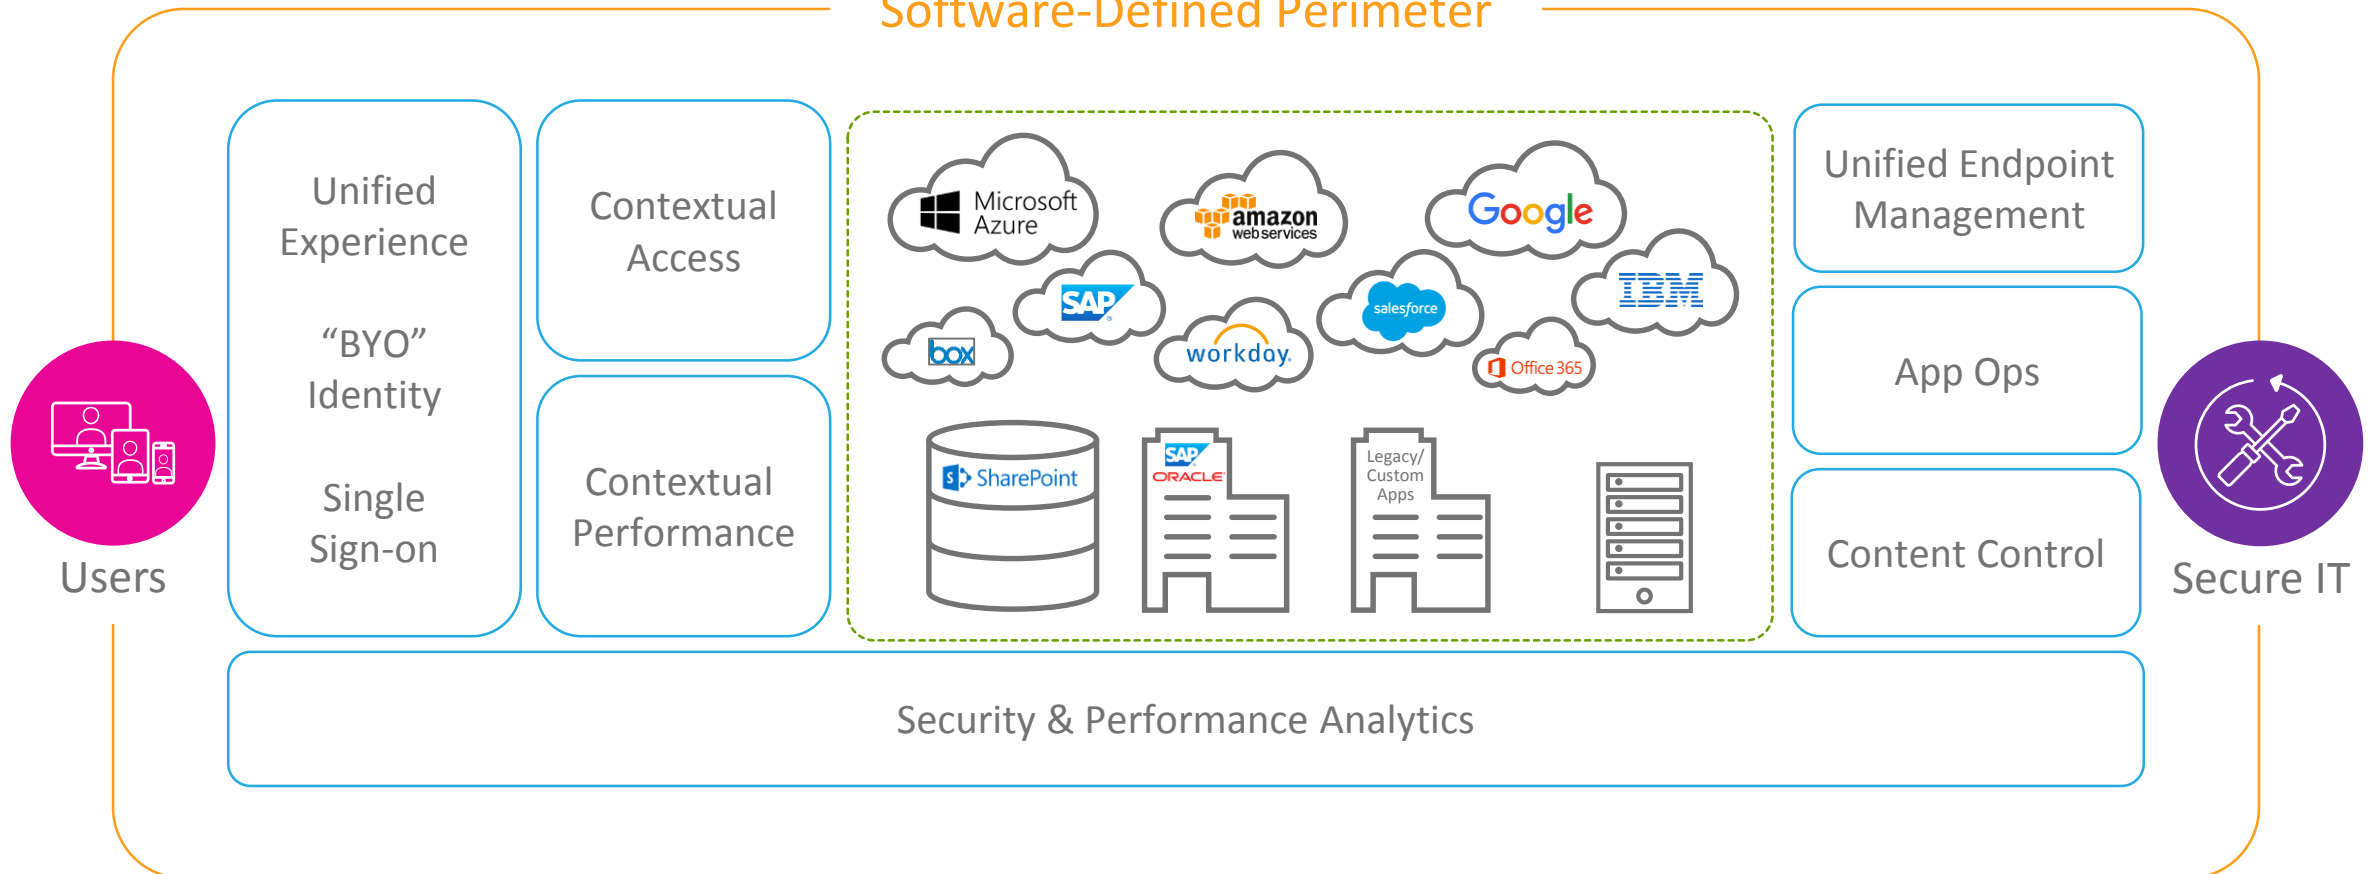 Software-Defined Perimeter
Unified
Experience
“BYO”
Identity
Single
Sign-on
Contextual
Access
Contextual
Performance
Microsoft
Azure
amazon
web services
Google
SAP
salesforce
IBM
box
workday
Office 365
SharePoint
SAP
ORACLE
Legacy/
Custom
Apps
Unified Endpoint
Management
App Ops
Content Control
Users
Secure IT
Security & Performance Analytics